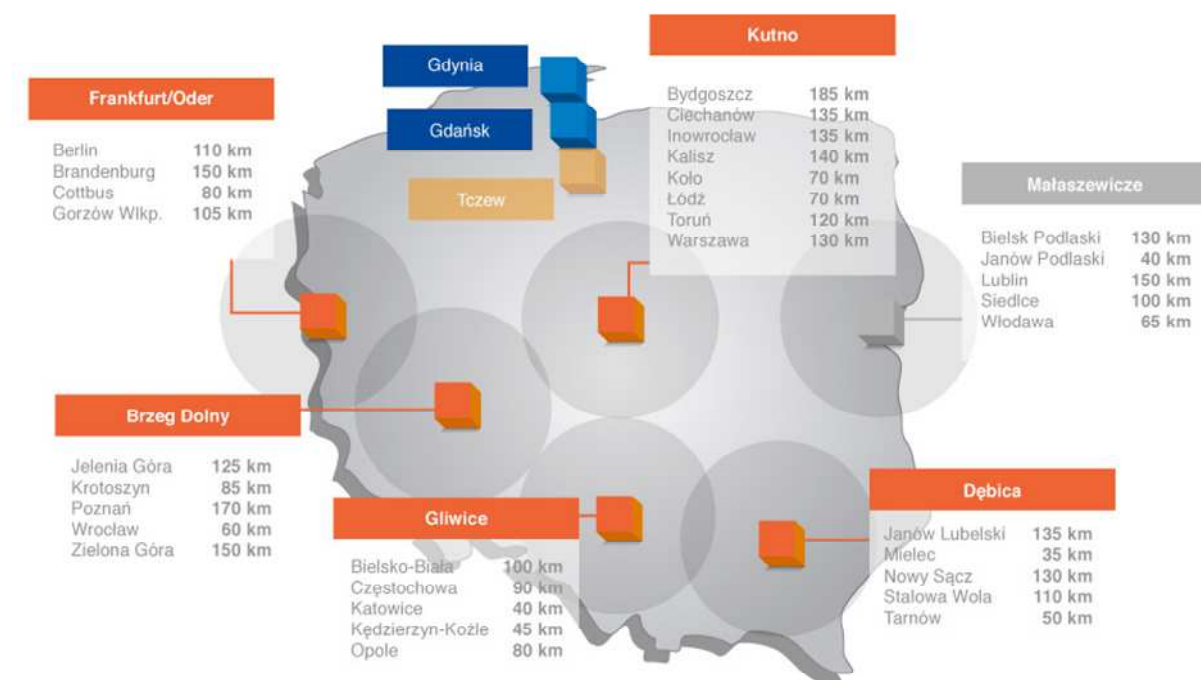 Kutno
Bydgoszcz 185 km
Ciechanów 135 km
Inowrocław 135 km
Kalisz 140 km
Koło 70 km
Łódź 70 km
Toruń 120 km
Warszawa 130 km
Gdynia
Gdańsk
Tczew
Frankfurt/Oder
Berlin 110 km
Brandenburg 150 km
Cottbus 80 km
Gorzów Wlkp. 105 km
Małaszewicze
Bielsk Podlaski 130 km
Janów Podlaski 40 km
Lublin 150 km
Siedlce 100 km
Włodawa 65 km
Brzeg Dolny
Jelenia Góra 125 km
Krotoszyn 85 km
Poznań 170 km
Wrocław 60 km
Zielona Góra 150 km
Gliwice
Bielsko-Biała 100 km
Częstochowa 90 km
Katowice 40 km
Kędzierzyn-Koźle 45 km
Opole 80 km
Dębica
Janów Lubelski 135 km
Mielec 35 km
Nowy Sącz 130 km
Stalowa Wola 110 km
Tarnów 50 km